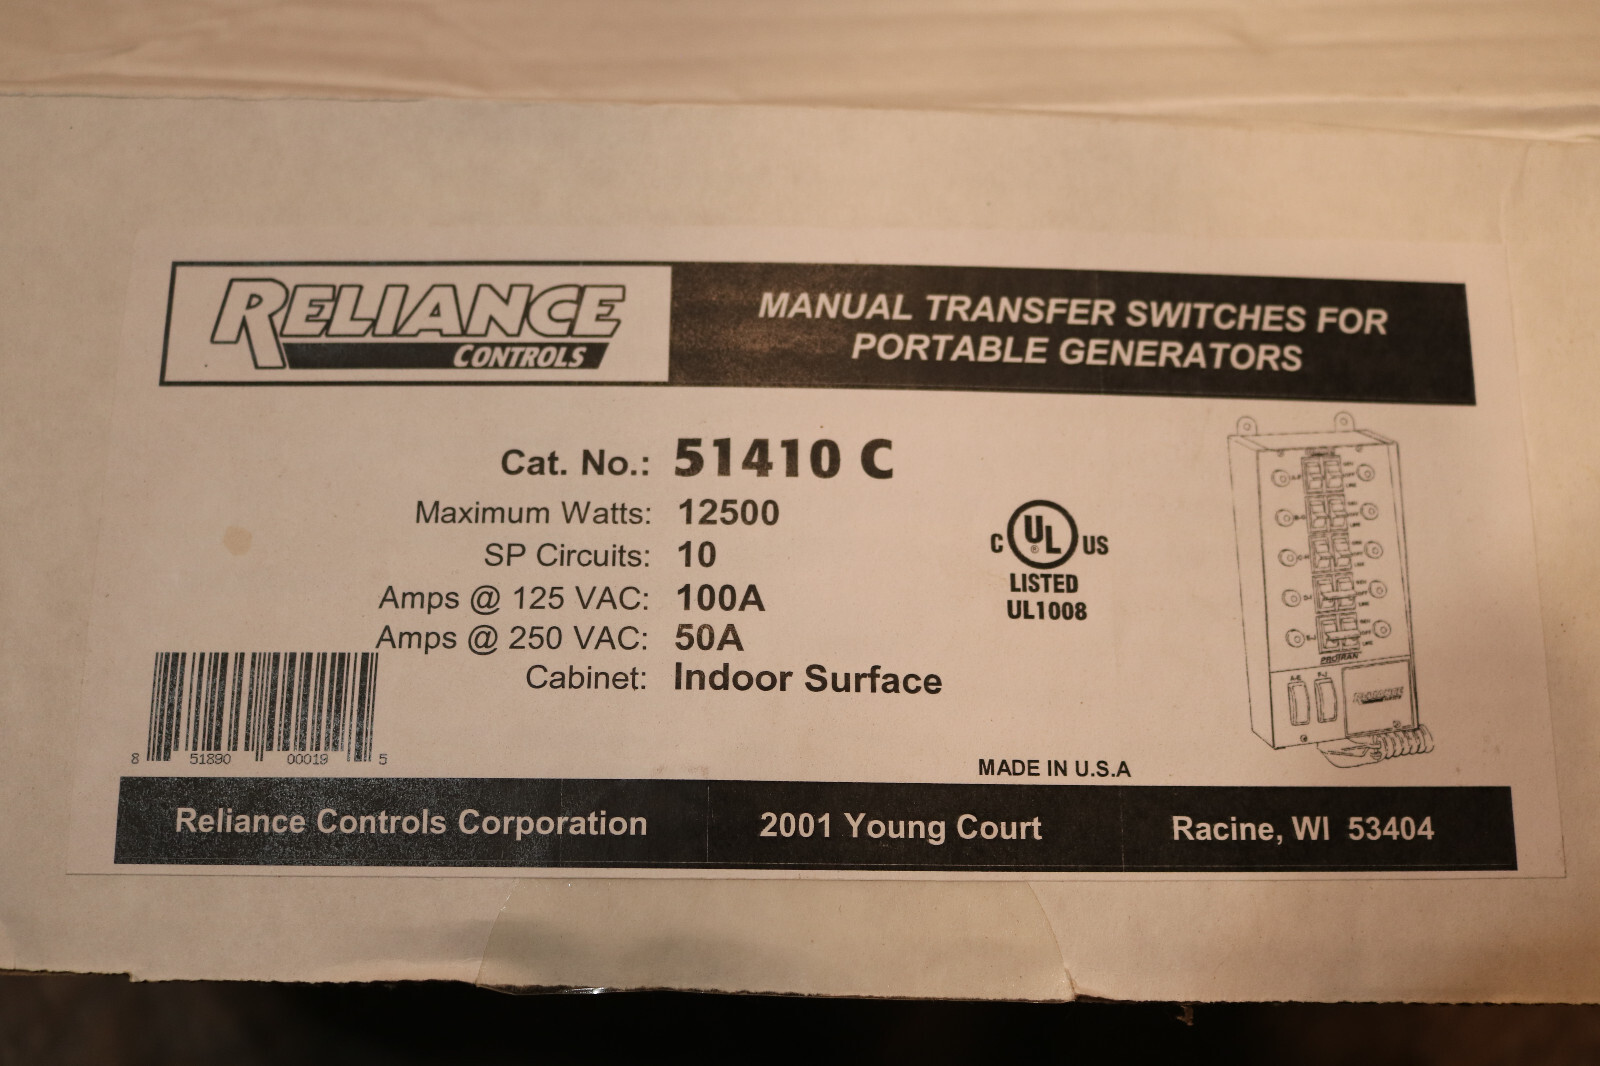 RELIANCE
CONTROLS
MANUAL TRANSFER SWITCHES FOR
PORTABLE GENERATORS
Cat. No.: 51410 C
Maximum Watts: 12500
SP Circuits: 10
Amps @ 125 VAC: 100A
Amps @ 250 VAC: 50A
Cabinet: Indoor Surface
C UL® US
LISTED
UL1008
PROTRAN
RELIANCE
8 51890 00019 5
MADE IN U.S.A
Reliance Controls Corporation 2001 Young Court Racine, WI 53404